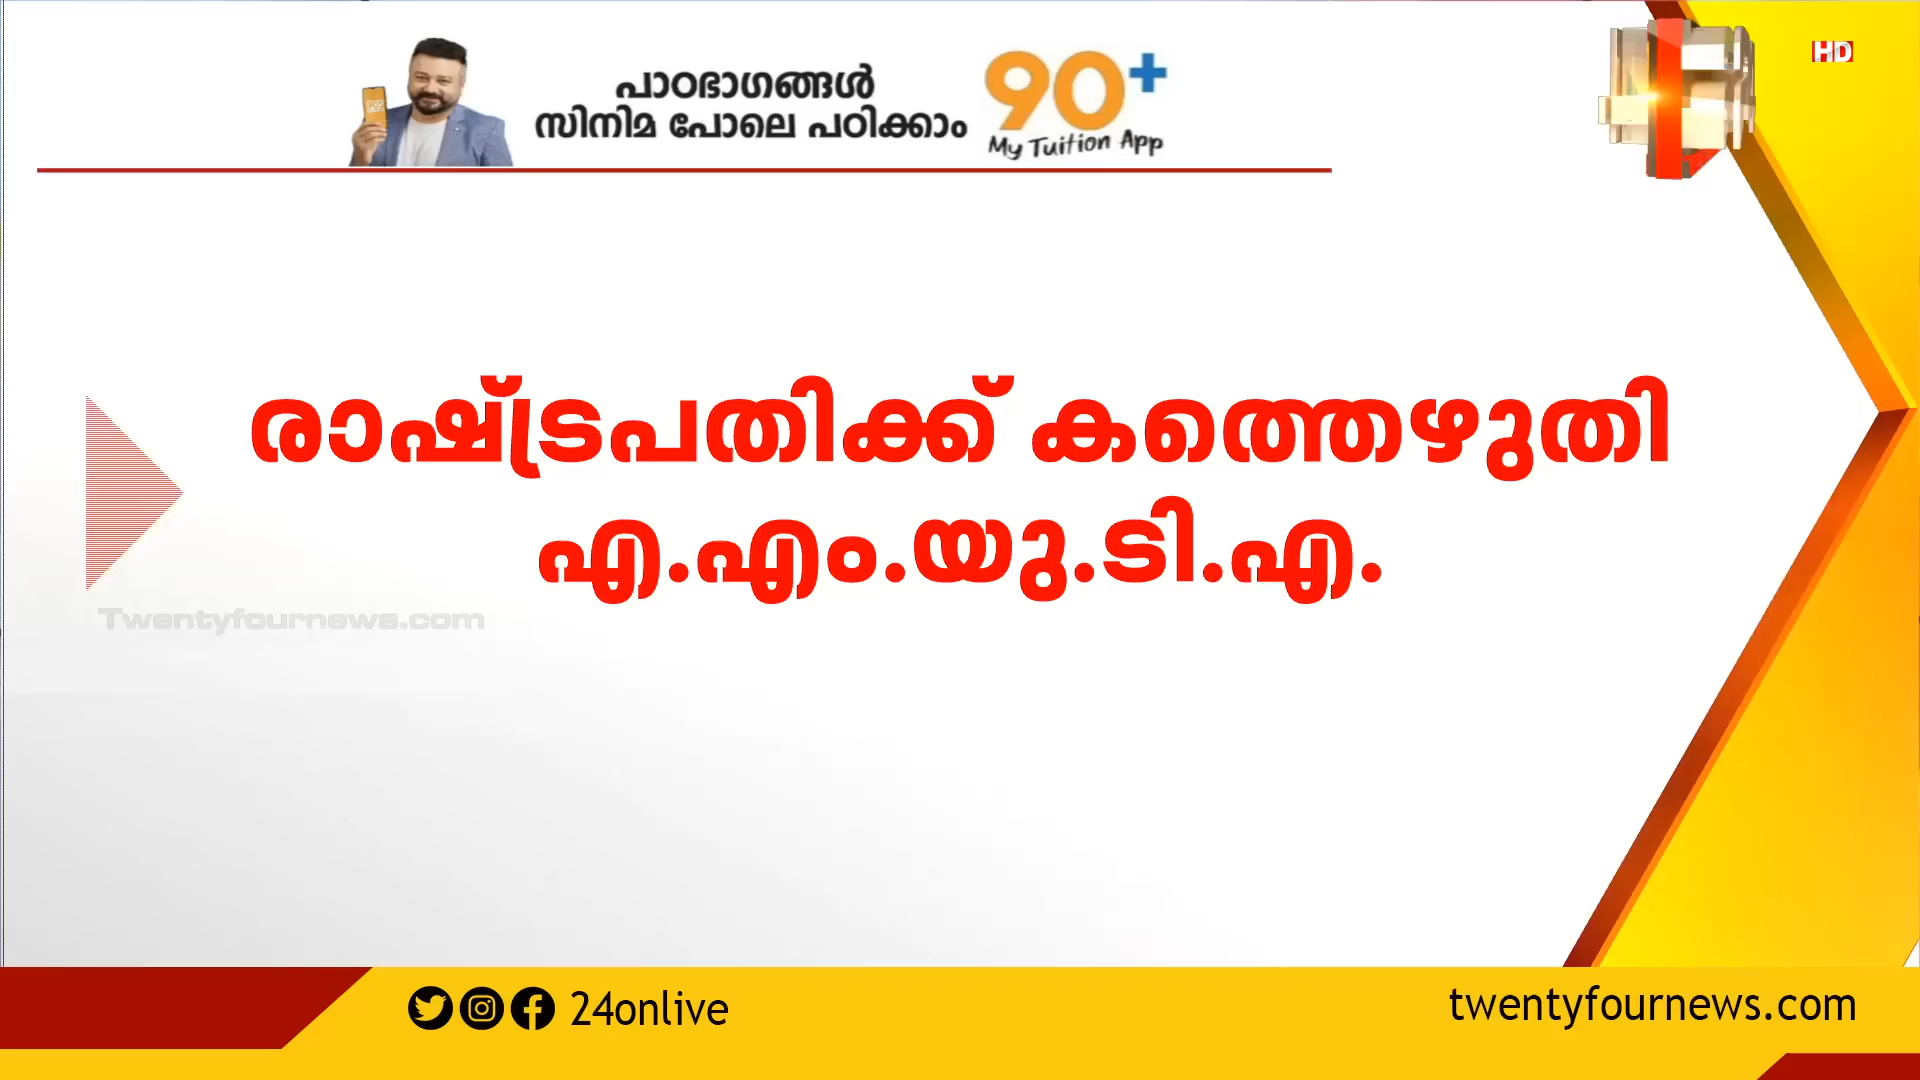 പാഠഭാഗങ്ങൾ
സിനിമ പോലെ പഠിക്കാം
90+
My Tuition App
HD
രാഷ്ട്രപതിക്ക് കത്തെഴുതി
എ.എം.യു.ടി.എ.
Twentyfournews.com
24onlive
twentyfournews.com